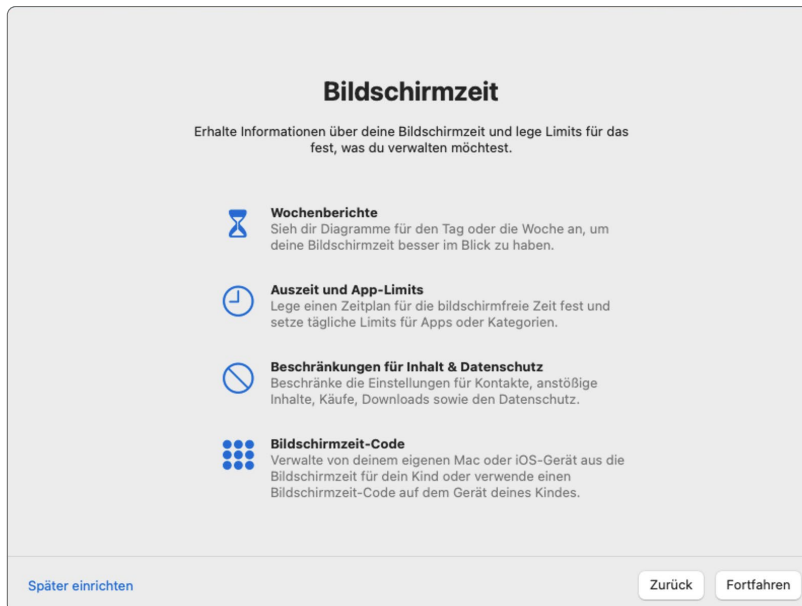 Bildschirmzeit
Erhalte Informationen über deine Bildschirmzeit und lege Limits für das
fest, was du verwalten möchtest.
Wochenberichte
Sieh dir Diagramme für den Tag oder die Woche an, um
deine Bildschirmzeit besser im Blick zu haben.
Auszeit und App-Limits
Lege einen Zeitplan für die bildschirmfreie Zeit fest und
setze tägliche Limits für Apps oder Kategorien.
Beschränkungen für Inhalt & Datenschutz
Beschränke die Einstellungen für Kontakte, anstößige
Inhalte, Käufe, Downloads sowie den Datenschutz.
Bildschirmzeit-Code
Verwalte von deinem eigenen Mac oder iOS-Gerät aus die
Bildschirmzeit für dein Kind oder verwende einen
Bildschirmzeit-Code auf dem Gerät deines Kindes.
Später einrichten
Zurück
Fortfahren